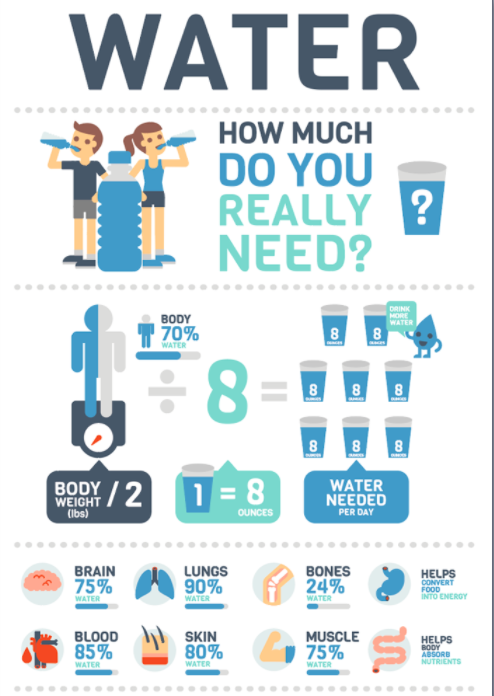 WATER
HOW MUCH
DO YOU
REALLY
NEED?
?
BODY
70%
WATER
÷ 8 =
8
OUNCES
8
OUNCES
DRINK
MORE
WATER
8
OUNCES
8
OUNCES
8
OUNCES
8
OUNCES
8
OUNCES
8
OUNCES
BODY
WEIGHT
(lbs)
/ 2
1 = 8
OUNCES
WATER
NEEDED
PER DAY
BRAIN
75%
WATER
LUNGS
90%
WATER
BONES
24%
WATER
HELPS
CONVERT
FOOD
INTO ENERGY
BLOOD
85%
WATER
SKIN
80%
WATER
MUSCLE
75%
WATER
HELPS
BODY
ABSORB
NUTRIENTS